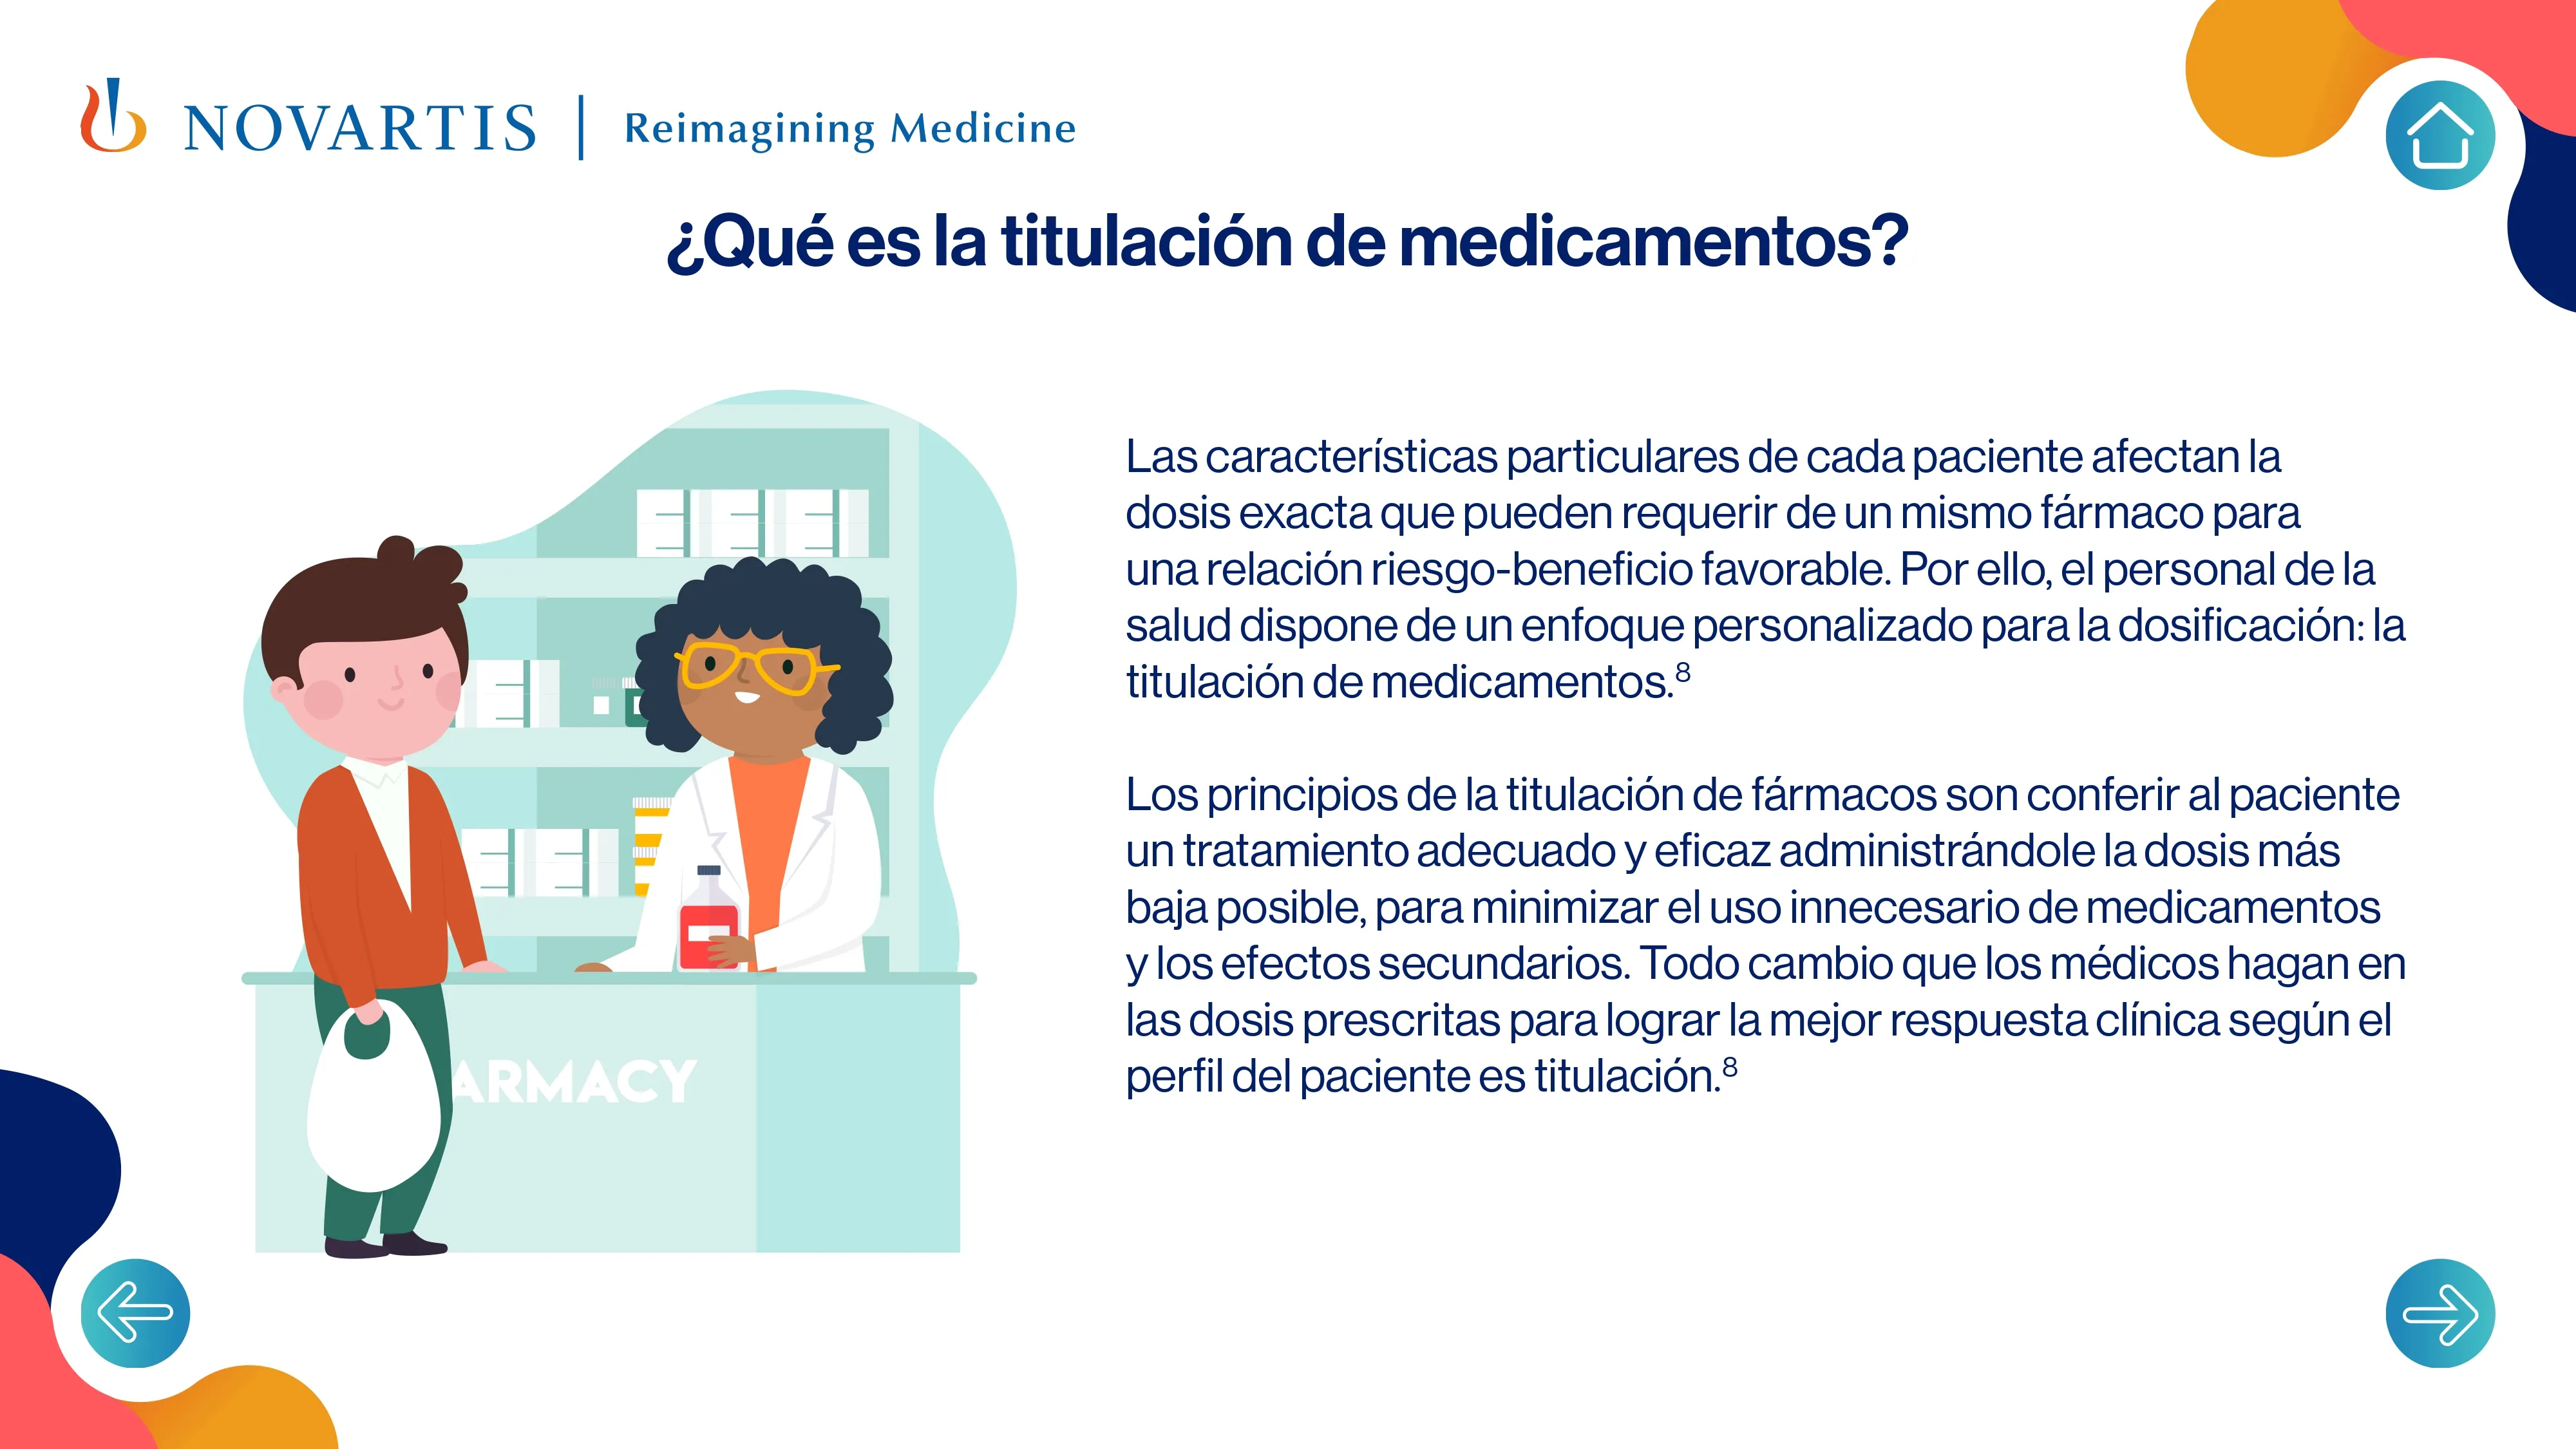 NOVARTIS | Reimagining Medicine
¿Qué es la titulación de medicamentos?
Las características particulares de cada paciente afectan la
dosis exacta que pueden requerir de un mismo fármaco para
una relación riesgo-beneficio favorable. Por ello, el personal de la
salud dispone de un enfoque personalizado para la dosificación: la
titulación de medicamentos.⁸
Los principios de la titulación de fármacos son conferir al paciente
un tratamiento adecuado y eficaz administrándole la dosis más
baja posible, para minimizar el uso innecesario de medicamentos
y los efectos secundarios. Todo cambio que los médicos hagan en
las dosis prescritas para lograr la mejor respuesta clínica según el
perfil del paciente es titulación.⁸
ARMACY